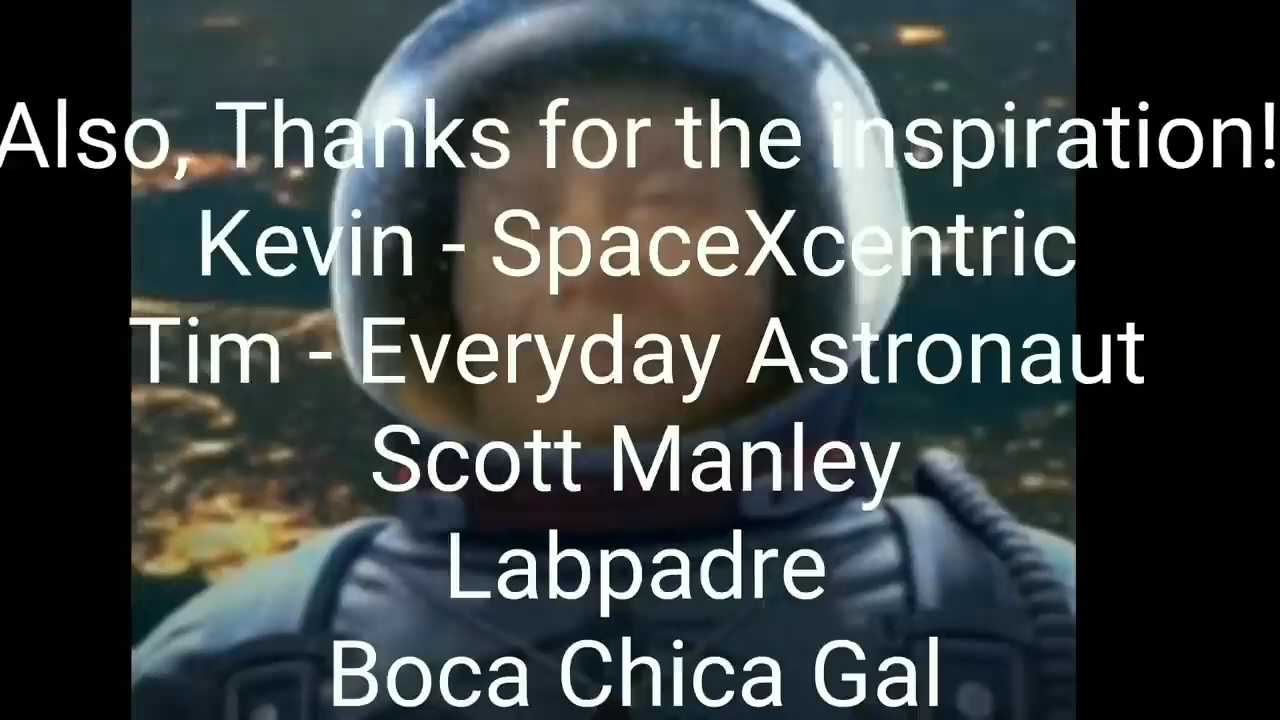 Also, Thanks for the inspiration!
Kevin - SpaceXcentric
Tim - Everyday Astronaut
Scott Manley
Labpadre
Boca Chica Gal